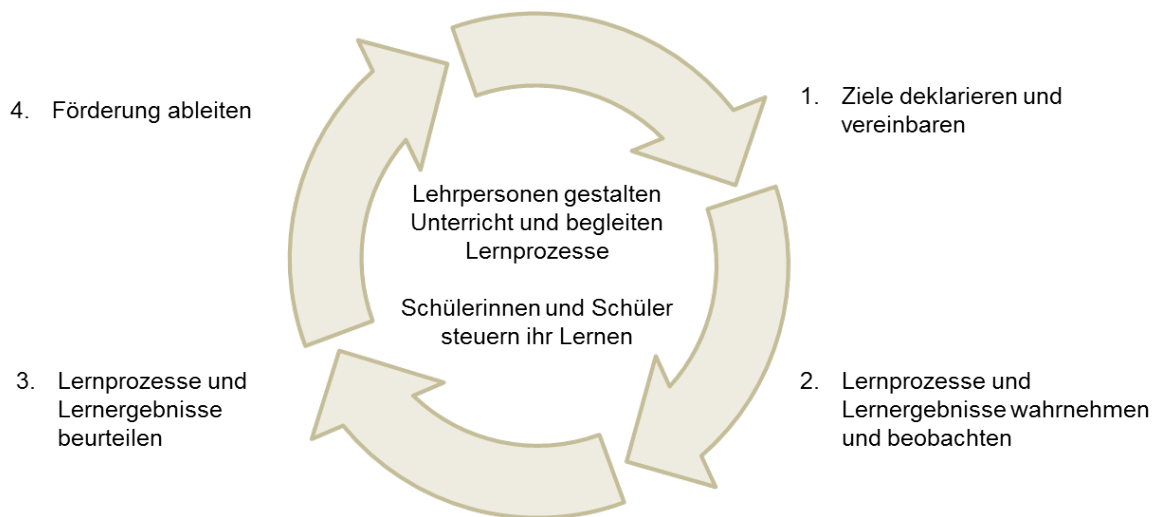 1. Ziele deklarieren und
vereinbaren
2. Lernprozesse und
Lernergebnisse wahrnehmen
und beobachten
3. Lernprozesse und
Lernergebnisse
beurteilen
4. Förderung ableiten
Lehrpersonen gestalten
Unterricht und begleiten
Lernprozesse
Schülerinnen und Schüler
steuern ihr Lernen